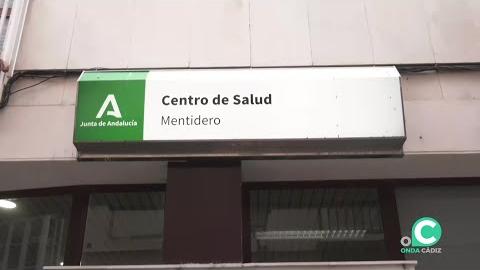 Centro de Salud
Mentidero
Junta de Andalucía
ONDA CÁDIZ